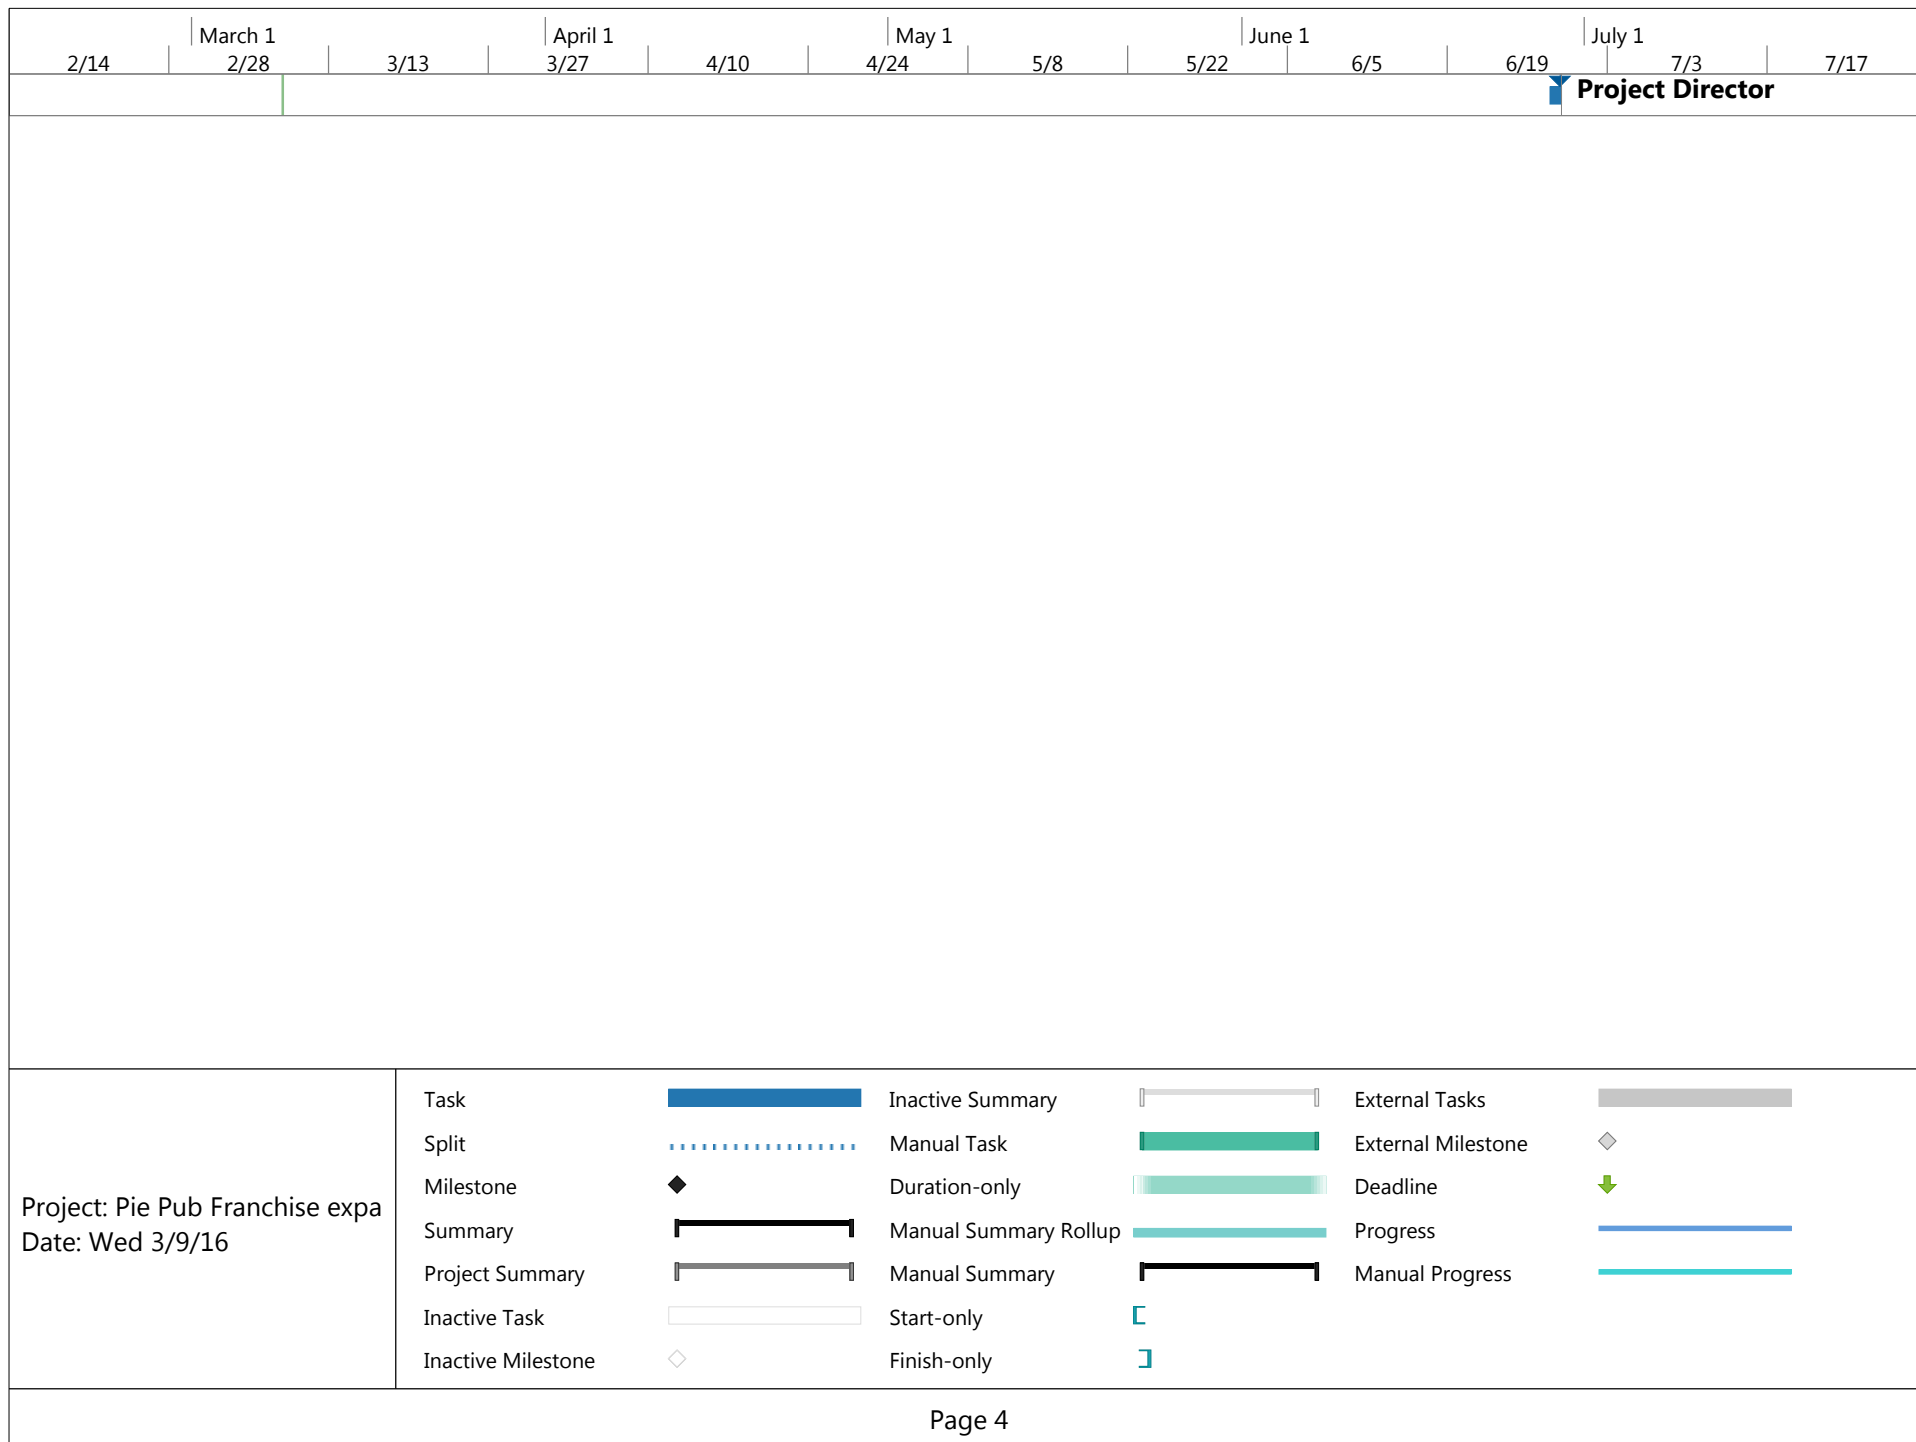 March 1 April 1 May 1 June 1 July 1
2/14 2/28 3/13 3/27 4/10 4/24 5/8 5/22 6/5 6/19 7/3 7/17
Project Director
Project: Pie Pub Franchise expa
Date: Wed 3/9/16
Task
Split
Milestone
Summary
Project Summary
Inactive Task
Inactive Milestone
Inactive Summary
Manual Task
Duration-only
Manual Summary Rollup
Manual Summary
Start-only
Finish-only
External Tasks
External Milestone
Deadline
Progress
Manual Progress
Page 4